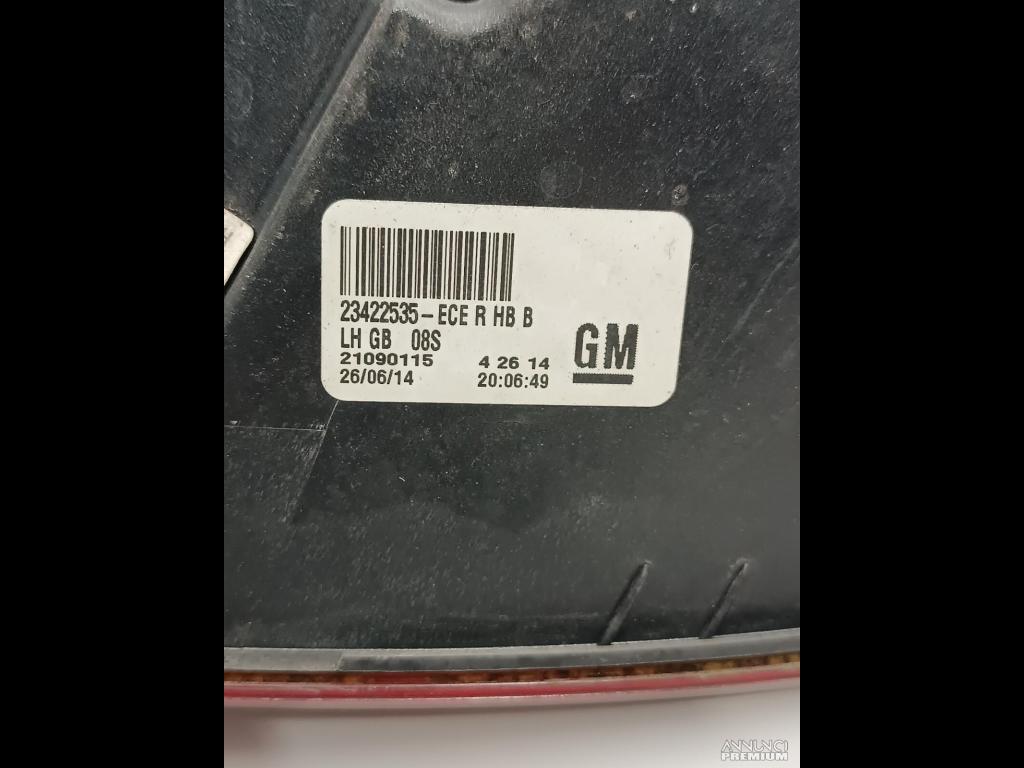 23422535-ECE R HB B
LH GB 08S
21090115 4 26 14
26/06/14 20:06:49
GM
ANNUNCI
PREMIUM